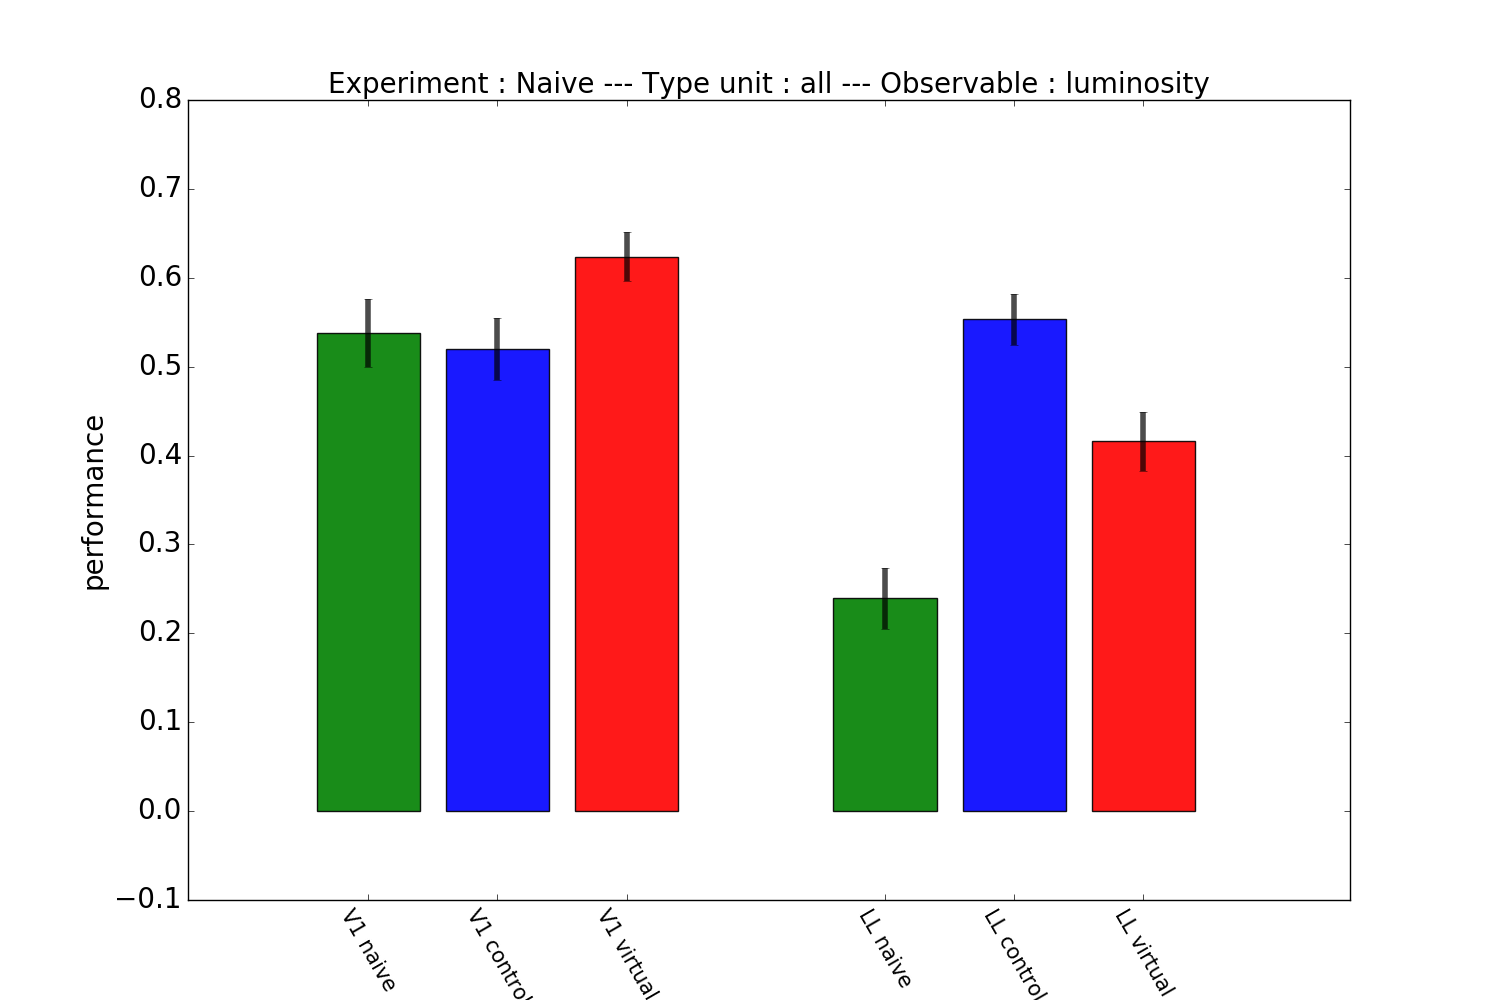 Experiment : Naive --- Type unit : all --- Observable : luminosity
0.8
0.7
0.6
0.5
0.4
0.3
0.2
0.1
0.0
−0.1
performance
V1 naive
V1 control
V1 virtual
LL naive
LL control
LL virtual